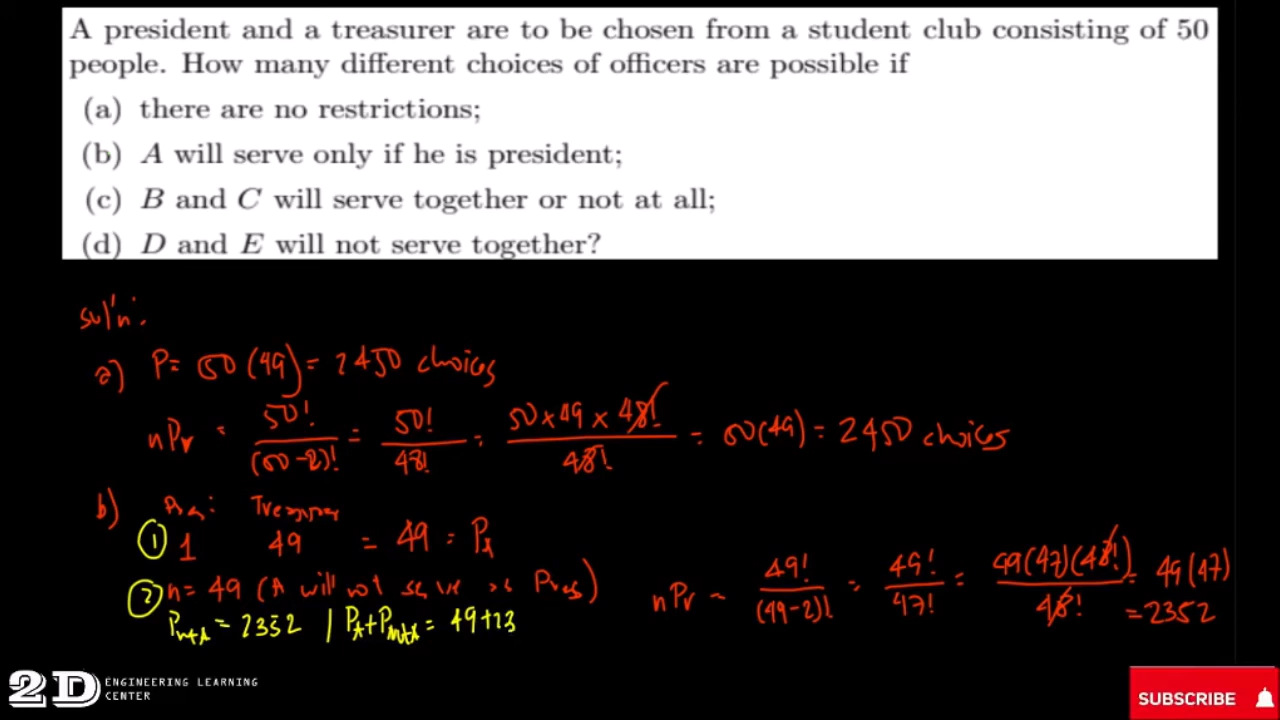 A president and a treasurer are to be chosen from a student club consisting of 50
people. How many different choices of officers are possible if
(a) there are no restrictions;
(b) A will serve only if he is president;
(c) B and C will serve together or not at all;
(d) D and E will not serve together?
sol'n:
a) P= 50(49) = 2450 choices
nPr = 50!/(50-2)! = 50!/48! = 50×49×48!/48! = 50(49) = 2450 choices
b) Pres: Treasurer
① 1 49 = 49 = PA
② n=49 (A will not serve as Pres) nPr = 49!/(49-2)! = 49!/47! = 49(47)(48!)/48! = 49(47)
= 2352
= 2352 | = 49+23
2D ENGINEERING LEARNING
CENTER
SUBSCRIBE